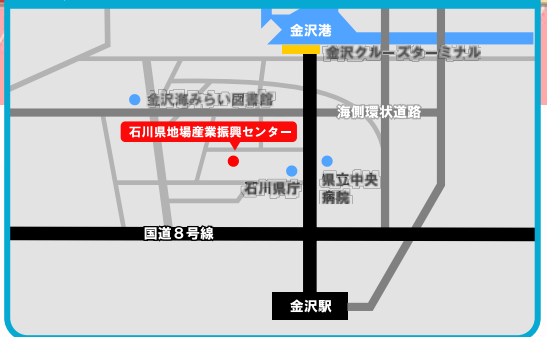 金沢港
金沢クルーズターミナル
金沢海みらい図書館
海側環状道路
石川県地場産業振興センター
石川県庁
県立中央
病院
国道８号線
金沢駅